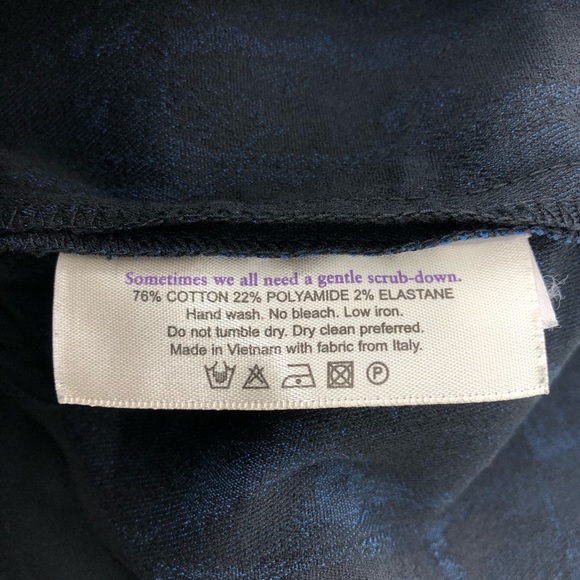 Sometimes we all need a gentle scrub-down.
76% COTTON 22% POLYAMIDE 2% ELASTANE
Hand wash. No bleach. Low iron.
Do not tumble dry. Dry clean preferred.
Made in Vietnam with fabric from Italy.
P